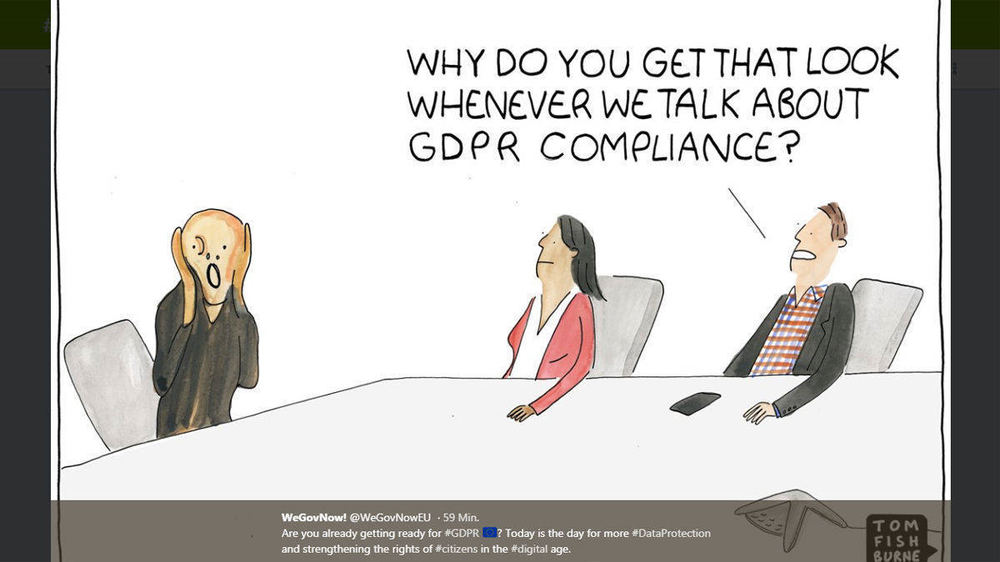 WHY DO YOU GET THAT LOOK
WHENEVER WE TALK ABOUT
GDPR COMPLIANCE?
WeGovNow! @WeGovNowEU · 59 Min.
Are you already getting ready for #GDPR 🇪🇺? Today is the day for more #DataProtection
and strengthening the rights of #citizens in the #digital age.
TOM
FISH
BURNE